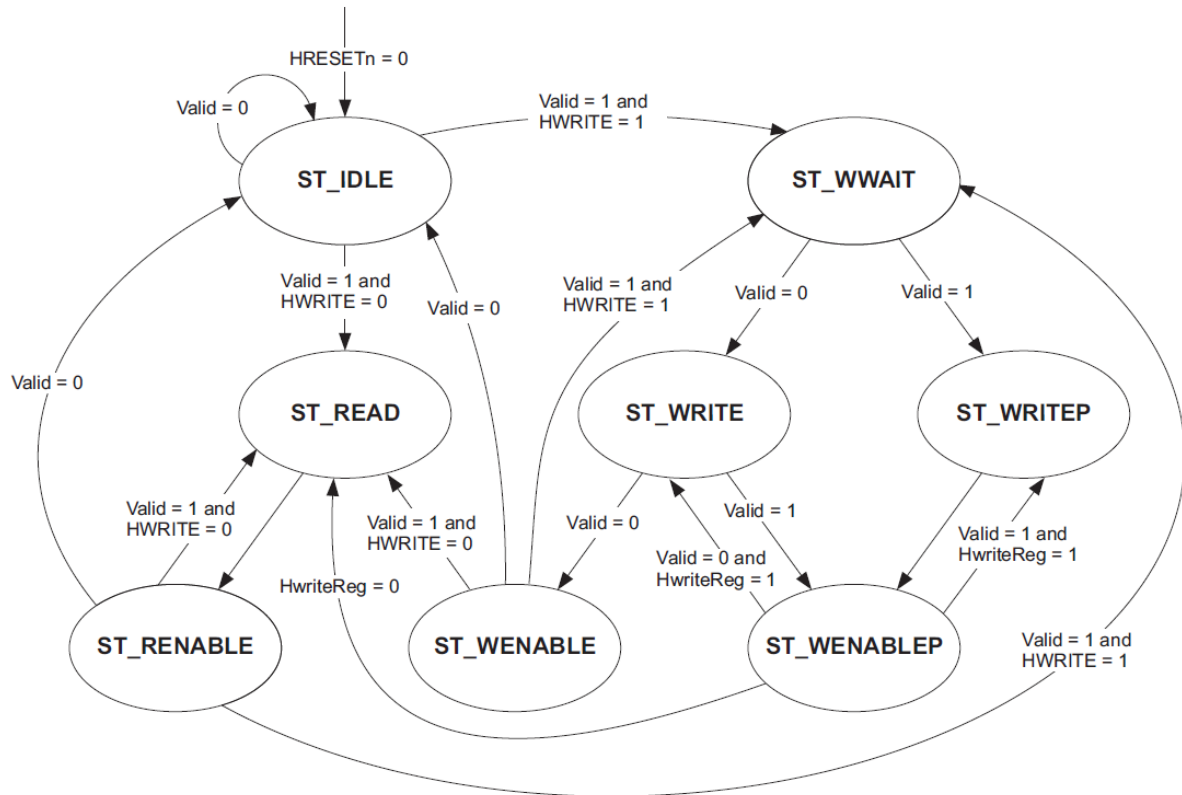 HRESETn = 0
Valid = 0
Valid = 1 and
HWRITE = 1
ST_IDLE
ST_WWAIT
Valid = 1 and
HWRITE = 0
Valid = 0
Valid = 1 and
HWRITE = 1
Valid = 0
Valid = 1
Valid = 0
ST_READ
ST_WRITE
ST_WRITEP
Valid = 1 and
HWRITE = 0
Valid = 1 and
HWRITE = 0
Valid = 0
Valid = 1
Valid = 1 and
HwriteReg = 1
HwriteReg = 0
Valid = 0 and
HwriteReg = 1
ST_RENABLE
ST_WENABLE
ST_WENABLEP
Valid = 1 and
HWRITE = 1